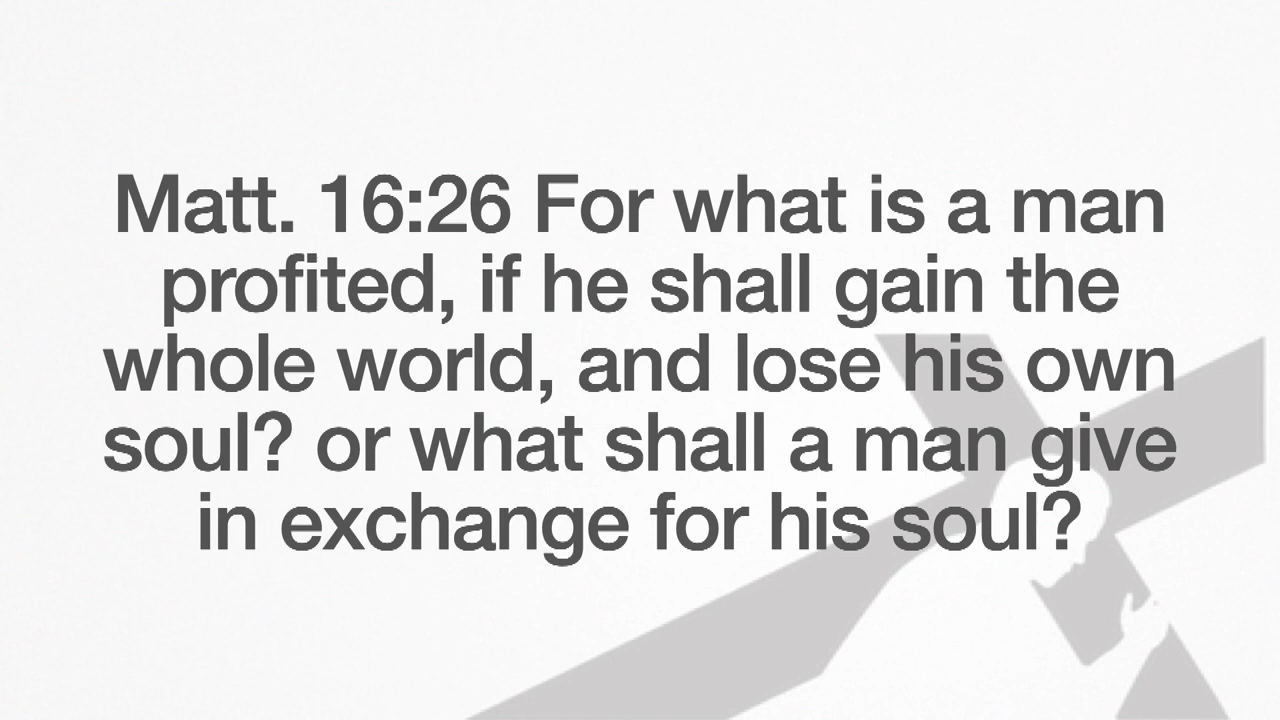 Matt. 16:26 For what is a man
profited, if he shall gain the
whole world, and lose his own
soul? or what shall a man give
in exchange for his soul?